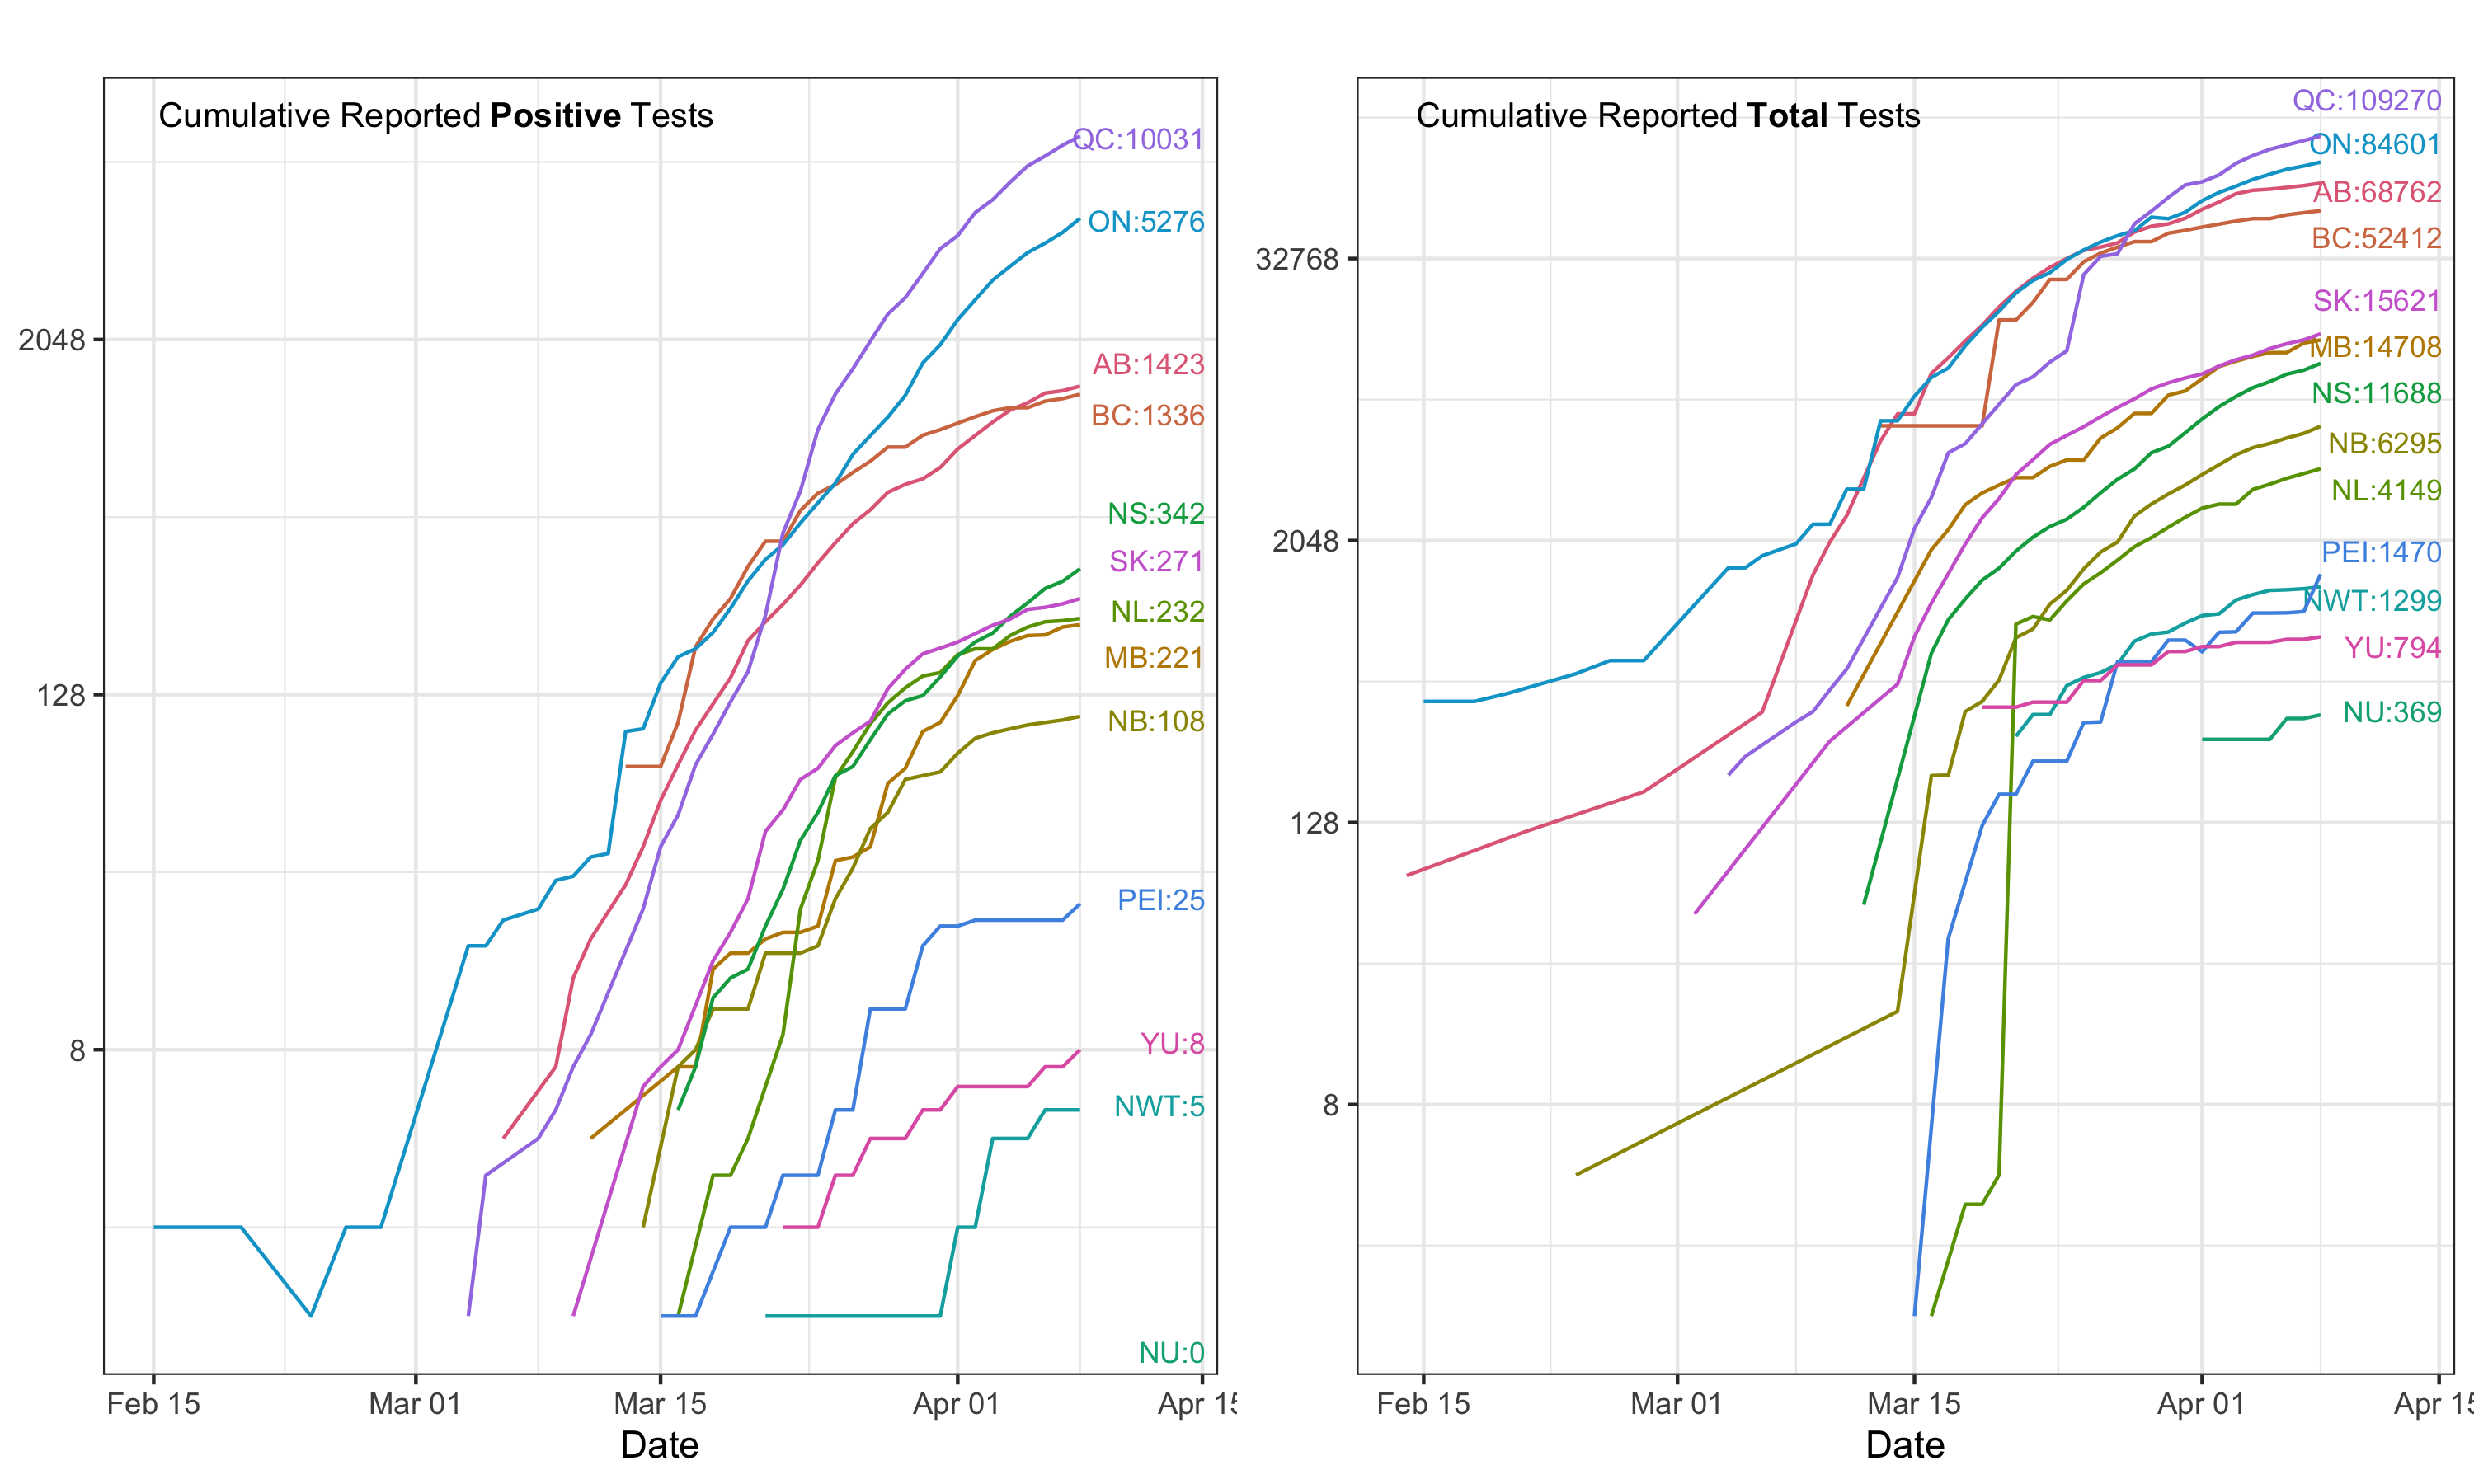 Cumulative Reported Positive Tests
QC:10031
ON:5276
2048
AB:1423
BC:1336
NS:342
SK:271
NL:232
MB:221
128
NB:108
PEI:25
8
YU:8
NWT:5
NU:0
Feb 15
Mar 01
Mar 15
Apr 01
Apr 15
Date
Cumulative Reported Total Tests
QC:109270
ON:84601
AB:68762
BC:52412
32768
SK:15621
MB:14708
NS:11688
NB:6295
NL:4149
2048
PEI:1470
NWT:1299
YU:794
NU:369
128
8
Feb 15
Mar 01
Mar 15
Apr 01
Apr 15
Date